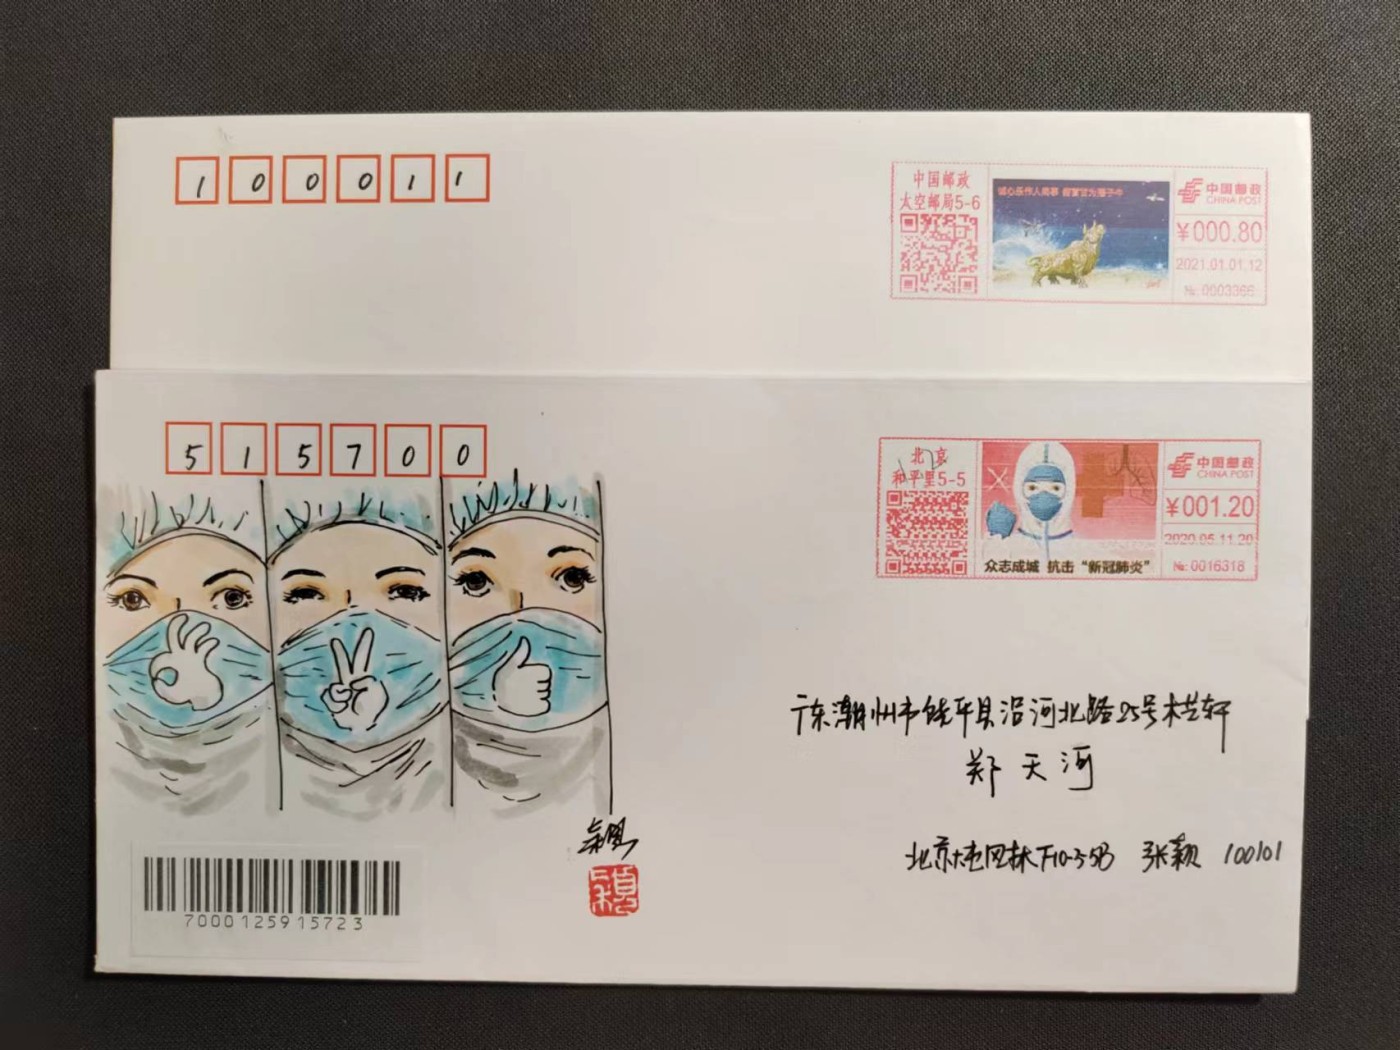 100011
中国邮政
太空邮局5-6
中国邮政
CHINA POST
¥000.80
2021.01.01.12
№:0003366
515700
北京
和平里5-5
众志成城 抗击“新冠肺炎”
中国邮政
CHINA POST
¥001.20
2020.05.11.20
№:0016318
广东潮州市饶平县沿河北路25号
郑天河
张颖 100101
颖
7000125915723